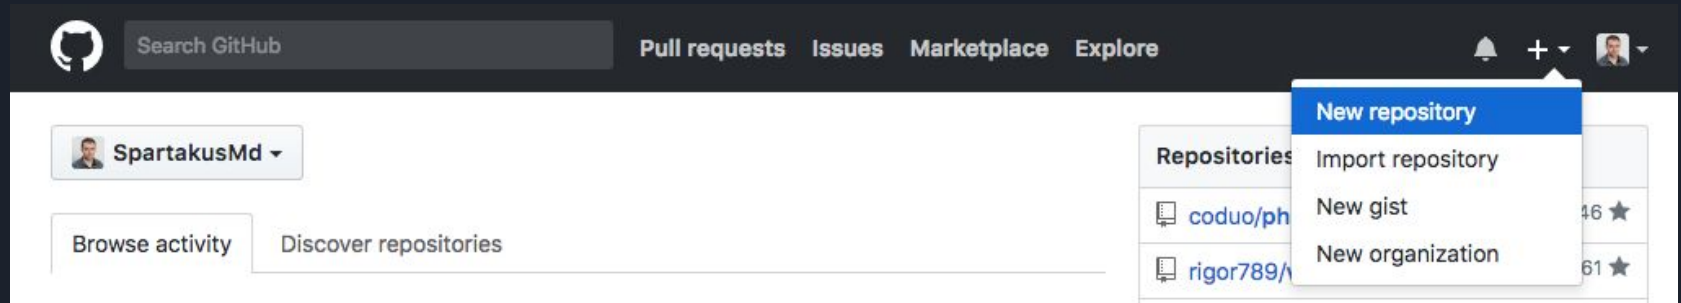 Search GitHub
Pull requests Issues Marketplace Explore
New repository
Import repository
New gist
New organization
SpartakusMd
Browse activity Discover repositories
Repositories
coduo/ph 46
rigor789/ 61